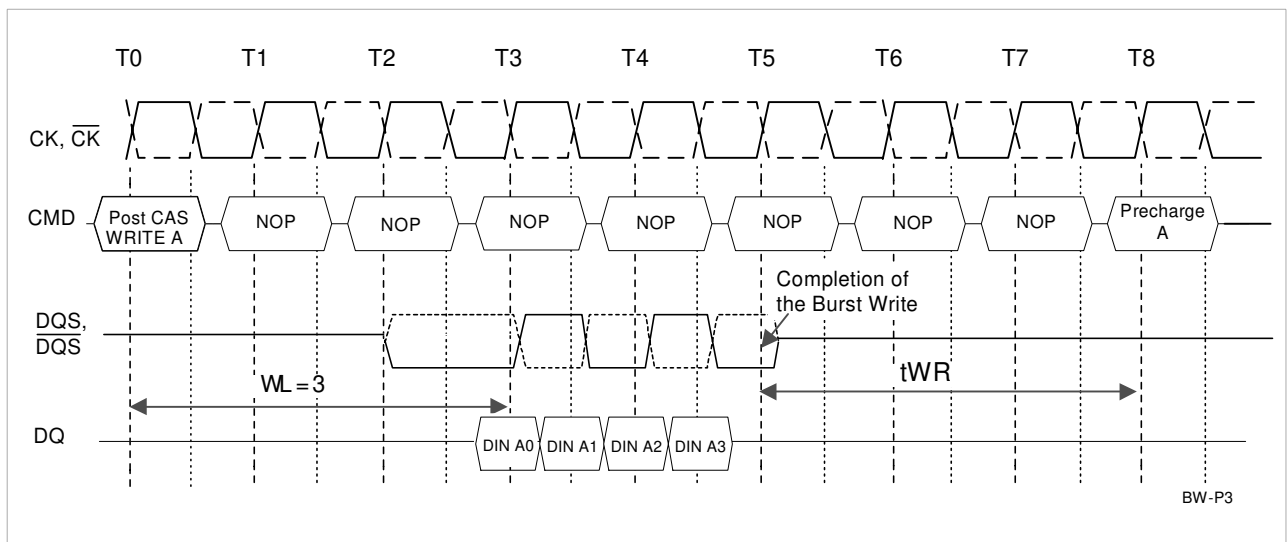 T0 T1 T2 T3 T4 T5 T6 T7 T8
CK, C̅K̅
CMD
Post CAS
WRITE A
NOP NOP NOP NOP NOP NOP NOP
Precharge
A
Completion of
the Burst Write
DQS,
D̅Q̅S̅
WL = 3
tWR
DQ
DIN A0 DIN A1 DIN A2 DIN A3
BW-P3